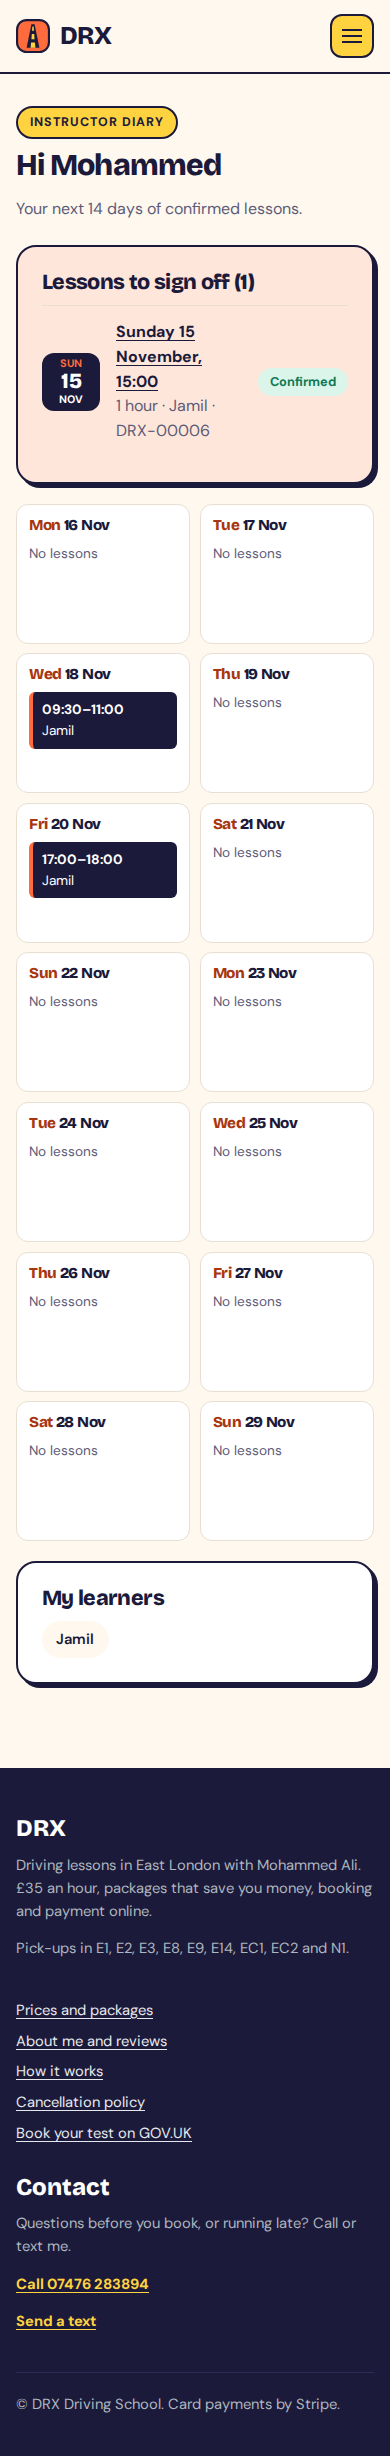 DRX
INSTRUCTOR DIARY
Hi Mohammed
Your next 14 days of confirmed lessons.
Lessons to sign off (1)
SUN
15
NOV
Sunday 15
November,
15:00
1 hour · Jamil ·
DRX-00006
Confirmed
Mon 16 Nov
No lessons
Tue 17 Nov
No lessons
Wed 18 Nov
09:30–11:00
Jamil
Thu 19 Nov
No lessons
Fri 20 Nov
17:00–18:00
Jamil
Sat 21 Nov
No lessons
Sun 22 Nov
No lessons
Mon 23 Nov
No lessons
Tue 24 Nov
No lessons
Wed 25 Nov
No lessons
Thu 26 Nov
No lessons
Fri 27 Nov
No lessons
Sat 28 Nov
No lessons
Sun 29 Nov
No lessons
My learners
Jamil
DRX
Driving lessons in East London with Mohammed Ali.
£35 an hour, packages that save you money, booking
and payment online.
Pick-ups in E1, E2, E3, E8, E9, E14, EC1, EC2 and N1.
Prices and packages
About me and reviews
How it works
Cancellation policy
Book your test on GOV.UK
Contact
Questions before you book, or running late? Call or
text me.
Call 07476 283894
Send a text
© DRX Driving School. Card payments by Stripe.